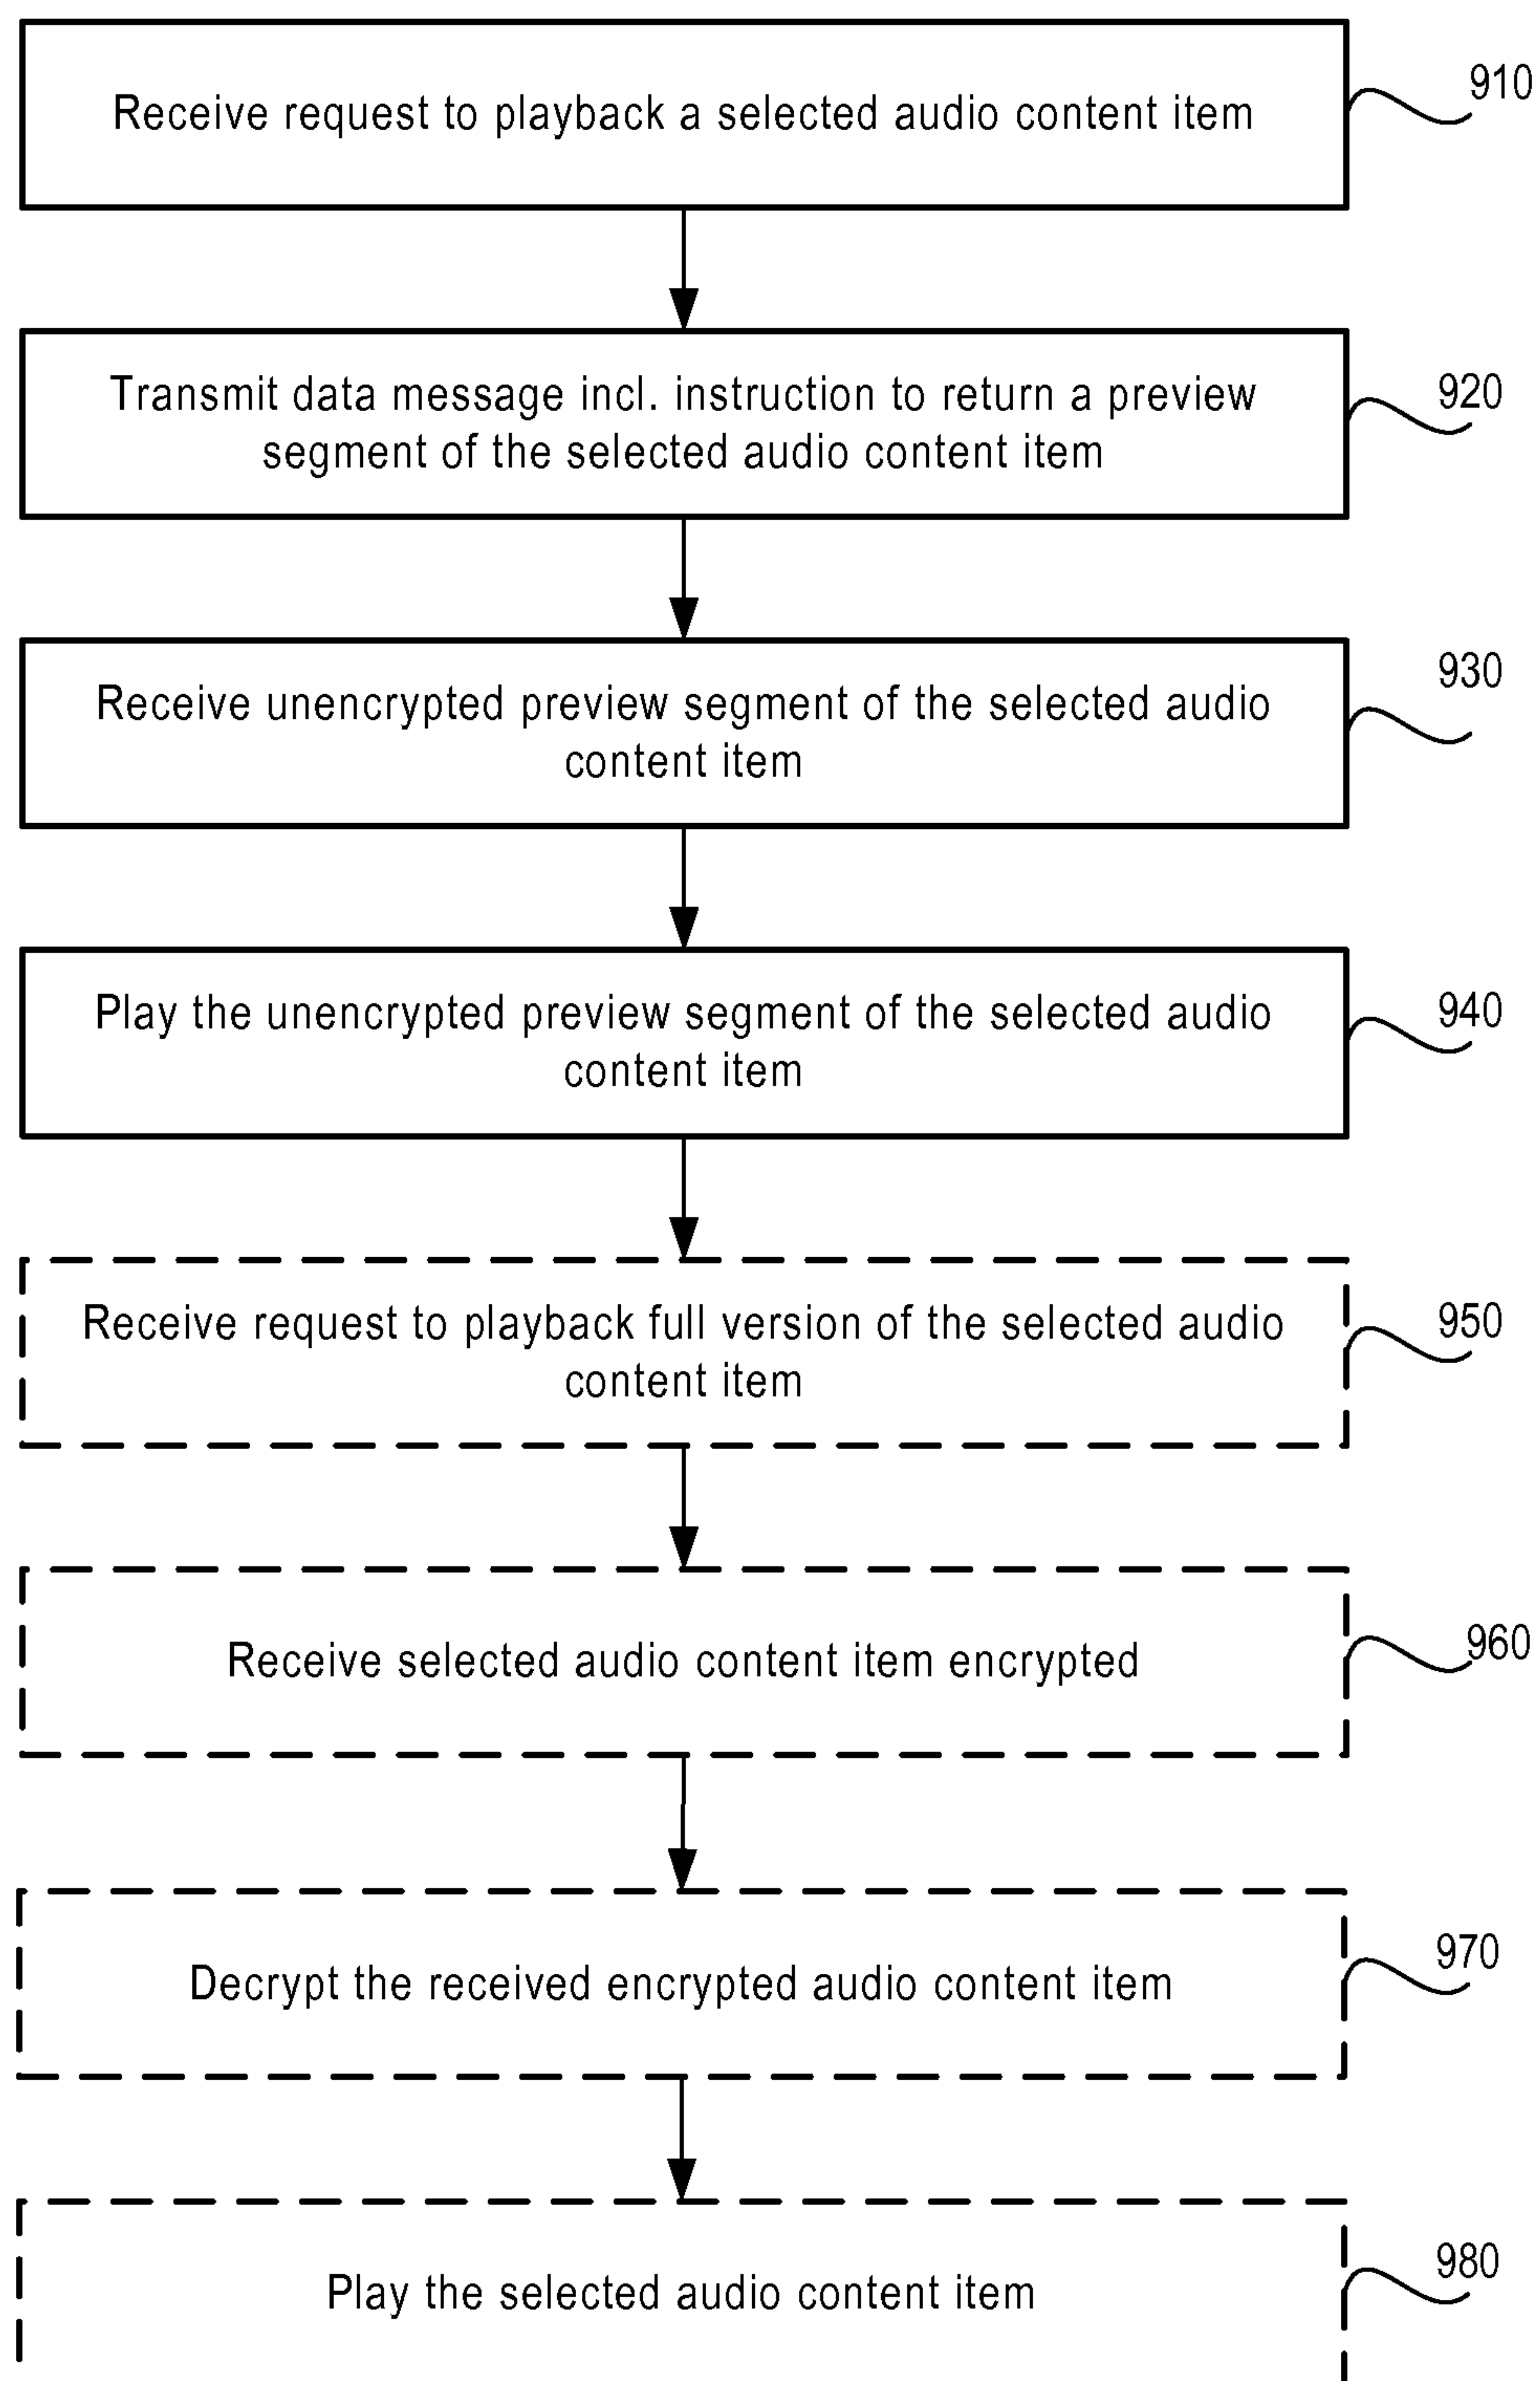 Receive request to playback a selected audio content item
910
Transmit data message incl. instruction to return a preview
segment of the selected audio content item
920
Receive unencrypted preview segment of the selected audio
content item
930
Play the unencrypted preview segment of the selected audio
content item
940
Receive request to playback full version of the selected audio
content item
950
Receive selected audio content item encrypted
960
Decrypt the received encrypted audio content item
970
Play the selected audio content item
980